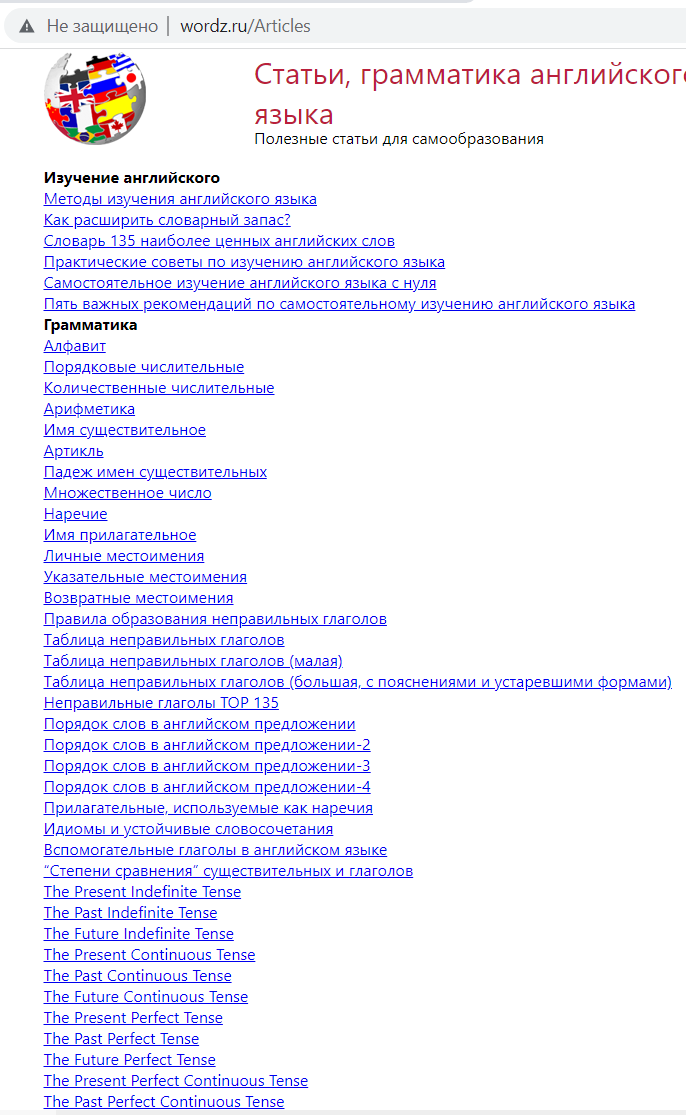 Не защищено | wordz.ru/Articles
Статьи, грамматика английског
языка
Полезные статьи для самообразования
Изучение английского
Методы изучения английского языка
Как расширить словарный запас?
Словарь 135 наиболее ценных английских слов
Практические советы по изучению английского языка
Самостоятельное изучение английского языка с нуля
Пять важных рекомендаций по самостоятельному изучению английского языка
Грамматика
Алфавит
Порядковые числительные
Количественные числительные
Арифметика
Имя существительное
Артикль
Падеж имен существительных
Множественное число
Наречие
Имя прилагательное
Личные местоимения
Указательные местоимения
Возвратные местоимения
Правила образования неправильных глаголов
Таблица неправильных глаголов
Таблица неправильных глаголов (малая)
Таблица неправильных глаголов (большая, с пояснениями и устаревшими формами)
Неправильные глаголы TOP 135
Порядок слов в английском предложении
Порядок слов в английском предложении-2
Порядок слов в английском предложении-3
Порядок слов в английском предложении-4
Прилагательные, используемые как наречия
Идиомы и устойчивые словосочетания
Вспомогательные глаголы в английском языке
“Степени сравнения” существительных и глаголов
The Present Indefinite Tense
The Past Indefinite Tense
The Future Indefinite Tense
The Present Continuous Tense
The Past Continuous Tense
The Future Continuous Tense
The Present Perfect Tense
The Past Perfect Tense
The Future Perfect Tense
The Present Perfect Continuous Tense
The Past Perfect Continuous Tense